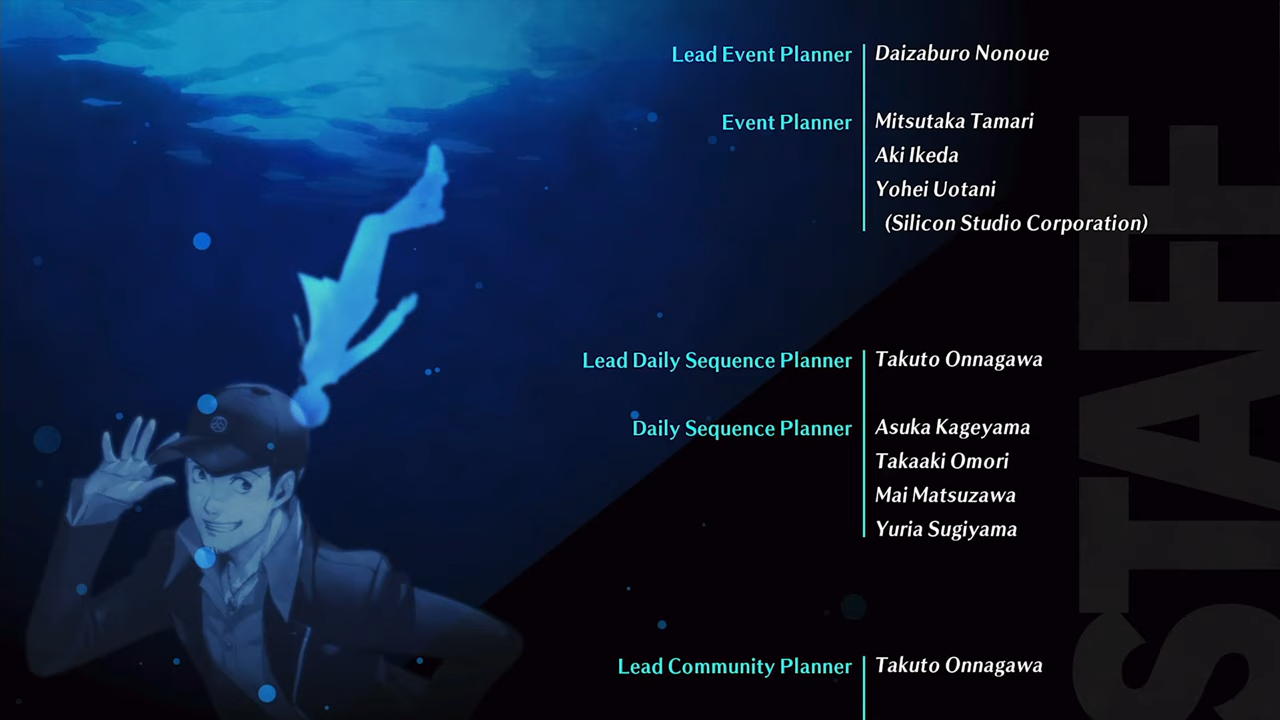 Lead Event Planner Daizaburo Nonoue
Event Planner Mitsutaka Tamari
Aki Ikeda
Yohei Uotani
(Silicon Studio Corporation)
Lead Daily Sequence Planner Takuto Onnagawa
Daily Sequence Planner Asuka Kageyama
Takaaki Omori
Mai Matsuzawa
Yuria Sugiyama
Lead Community Planner Takuto Onnagawa
STAFF